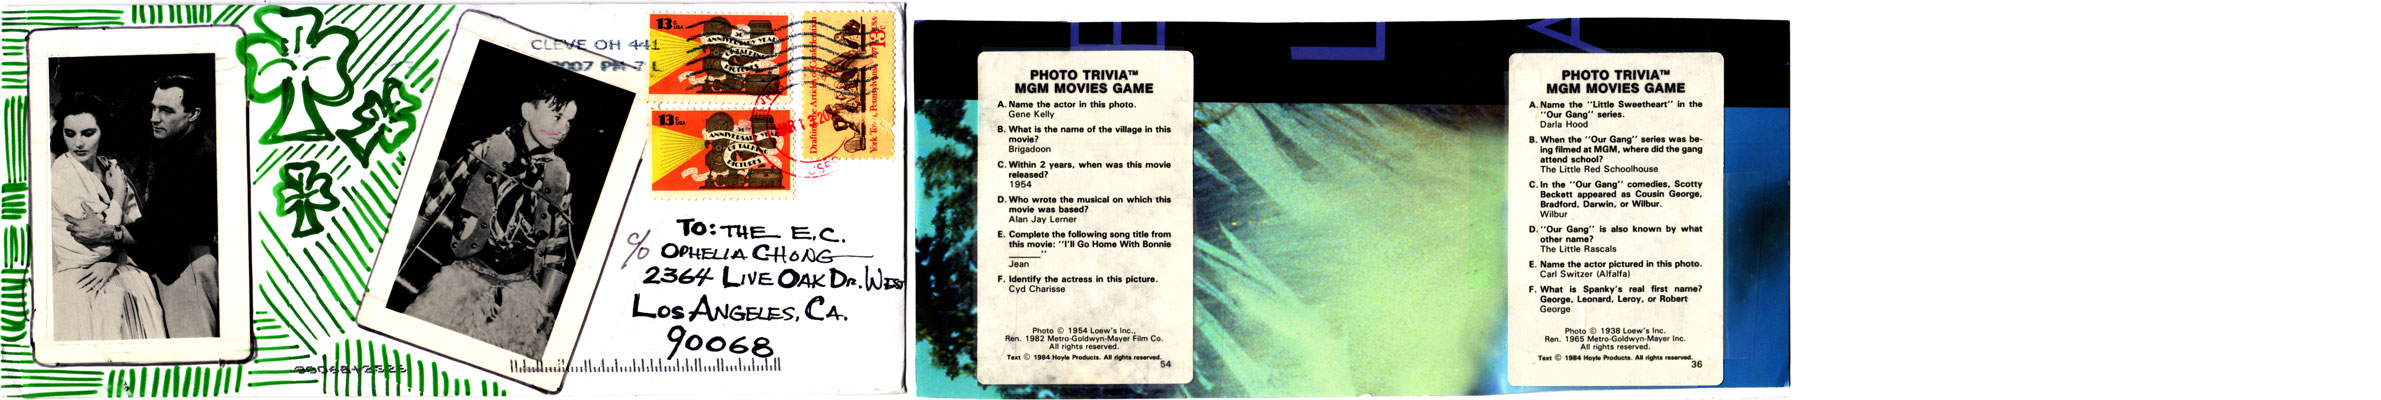 CLEVE OH 441
2007 PM 7 L
13c USA
50th ANNIVERSARY YEAR
OF TALKING
PICTURES
13c USA
50th ANNIVERSARY YEAR
OF TALKING
PICTURES
Drafting the Articles of Confederation
York Town, Pennsylvania 1777 USA
13c
TO: THE E.C.
c/o OPHELIA CHONG
2364 LIVE OAK DR. WEST
LOS ANGELES, CA.
90068
PHOTO TRIVIA™
MGM MOVIES GAME
A. Name the actor in this photo.
Gene Kelly
B. What is the name of the village in this
movie?
Brigadoon
C. Within 2 years, when was this movie
released?
1954
D. Who wrote the musical on which this
movie was based?
Alan Jay Lerner
E. Complete the following song title from
this movie: "I'll Go Home With Bonnie
______"
Jean
F. Identify the actress in this picture.
Cyd Charisse
Photo © 1954 Loew's Inc.,
Ren. 1982 Metro-Goldwyn-Mayer Film Co.
All rights reserved.
Text © 1984 Hoyle Products. All rights reserved.
54
PHOTO TRIVIA™
MGM MOVIES GAME
A. Name the "Little Sweetheart" in the
"Our Gang" series.
Darla Hood
B. When the "Our Gang" series was be-
ing filmed at MGM, where did the gang
attend school?
The Little Red Schoolhouse
C. In the "Our Gang" comedies, Scotty
Beckett appeared as Cousin George,
Bradford, Darwin, or Wilbur.
Wilbur
D. "Our Gang" is also known by what
other name?
The Little Rascals
E. Name the actor pictured in this photo.
Carl Switzer (Alfalfa)
F. What is Spanky's real first name?
George, Leonard, Leroy, or Robert
George
Photo © 1938 Loew's Inc.
Ren. 1965 Metro-Goldwyn-Mayer Inc.
All rights reserved.
Text © 1984 Hoyle Products. All rights reserved.
36